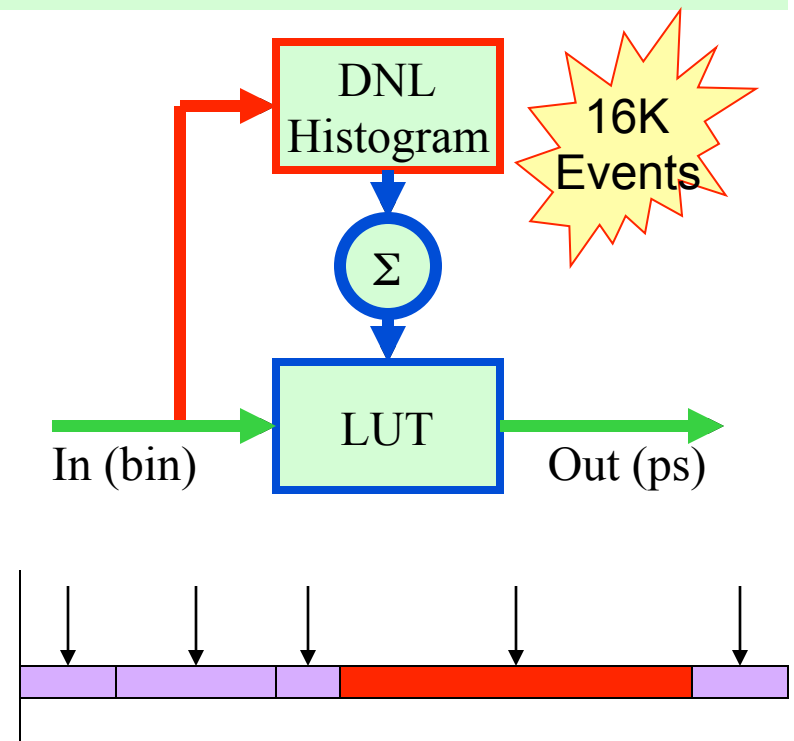 DNL
Histogram
16K
Events
Σ
LUT
In (bin)
Out (ps)